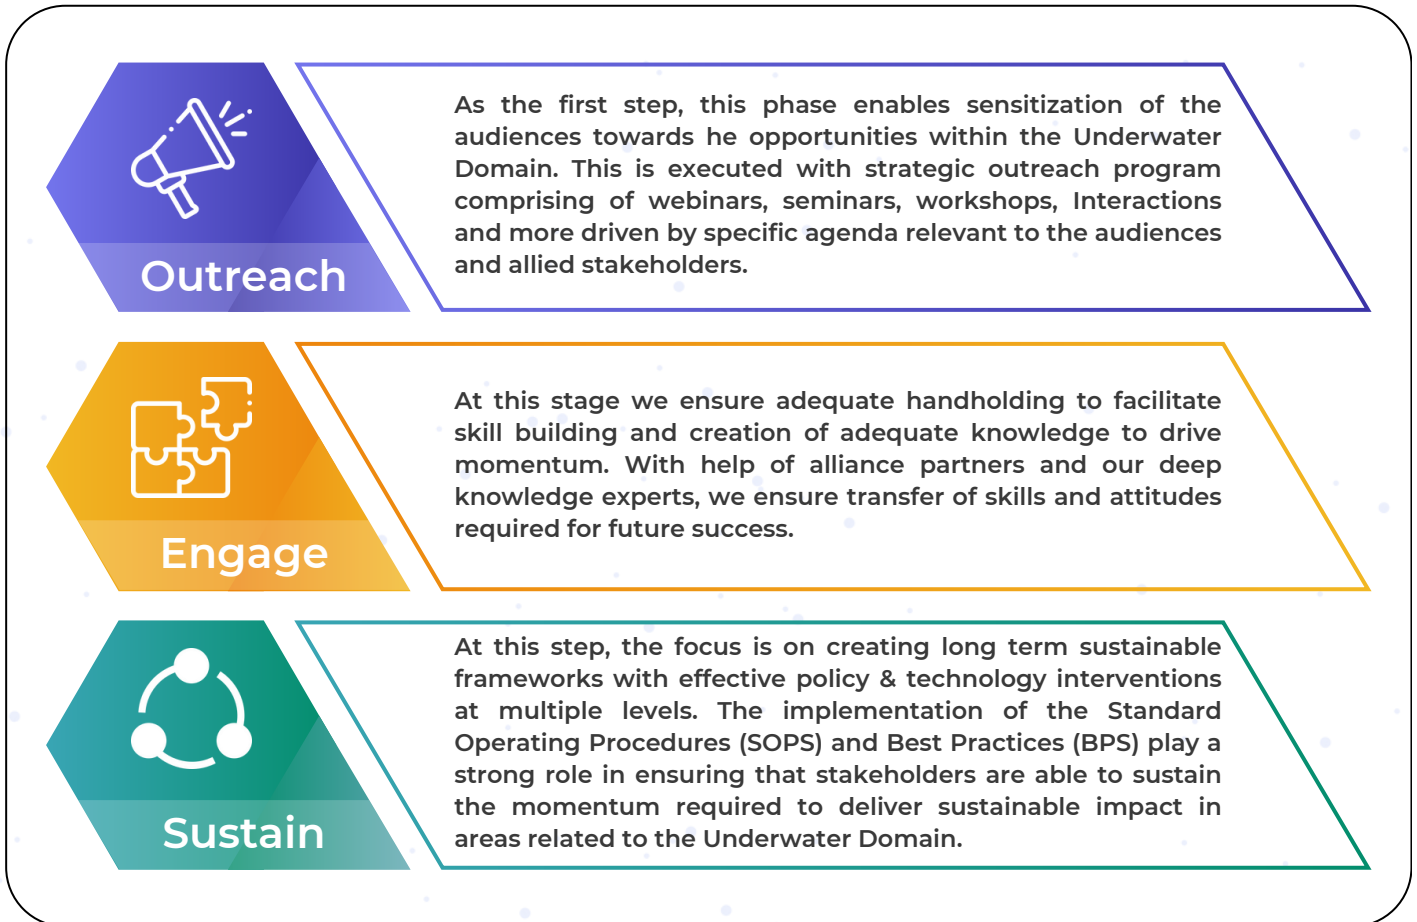 Outreach
As the first step, this phase enables sensitization of the
audiences towards he opportunities within the Underwater
Domain. This is executed with strategic outreach program
comprising of webinars, seminars, workshops, Interactions
and more driven by specific agenda relevant to the audiences
and allied stakeholders.
Engage
At this stage we ensure adequate handholding to facilitate
skill building and creation of adequate knowledge to drive
momentum. With help of alliance partners and our deep
knowledge experts, we ensure transfer of skills and attitudes
required for future success.
Sustain
At this step, the focus is on creating long term sustainable
frameworks with effective policy & technology interventions
at multiple levels. The implementation of the Standard
Operating Procedures (SOPS) and Best Practices (BPS) play a
strong role in ensuring that stakeholders are able to sustain
the momentum required to deliver sustainable impact in
areas related to the Underwater Domain.